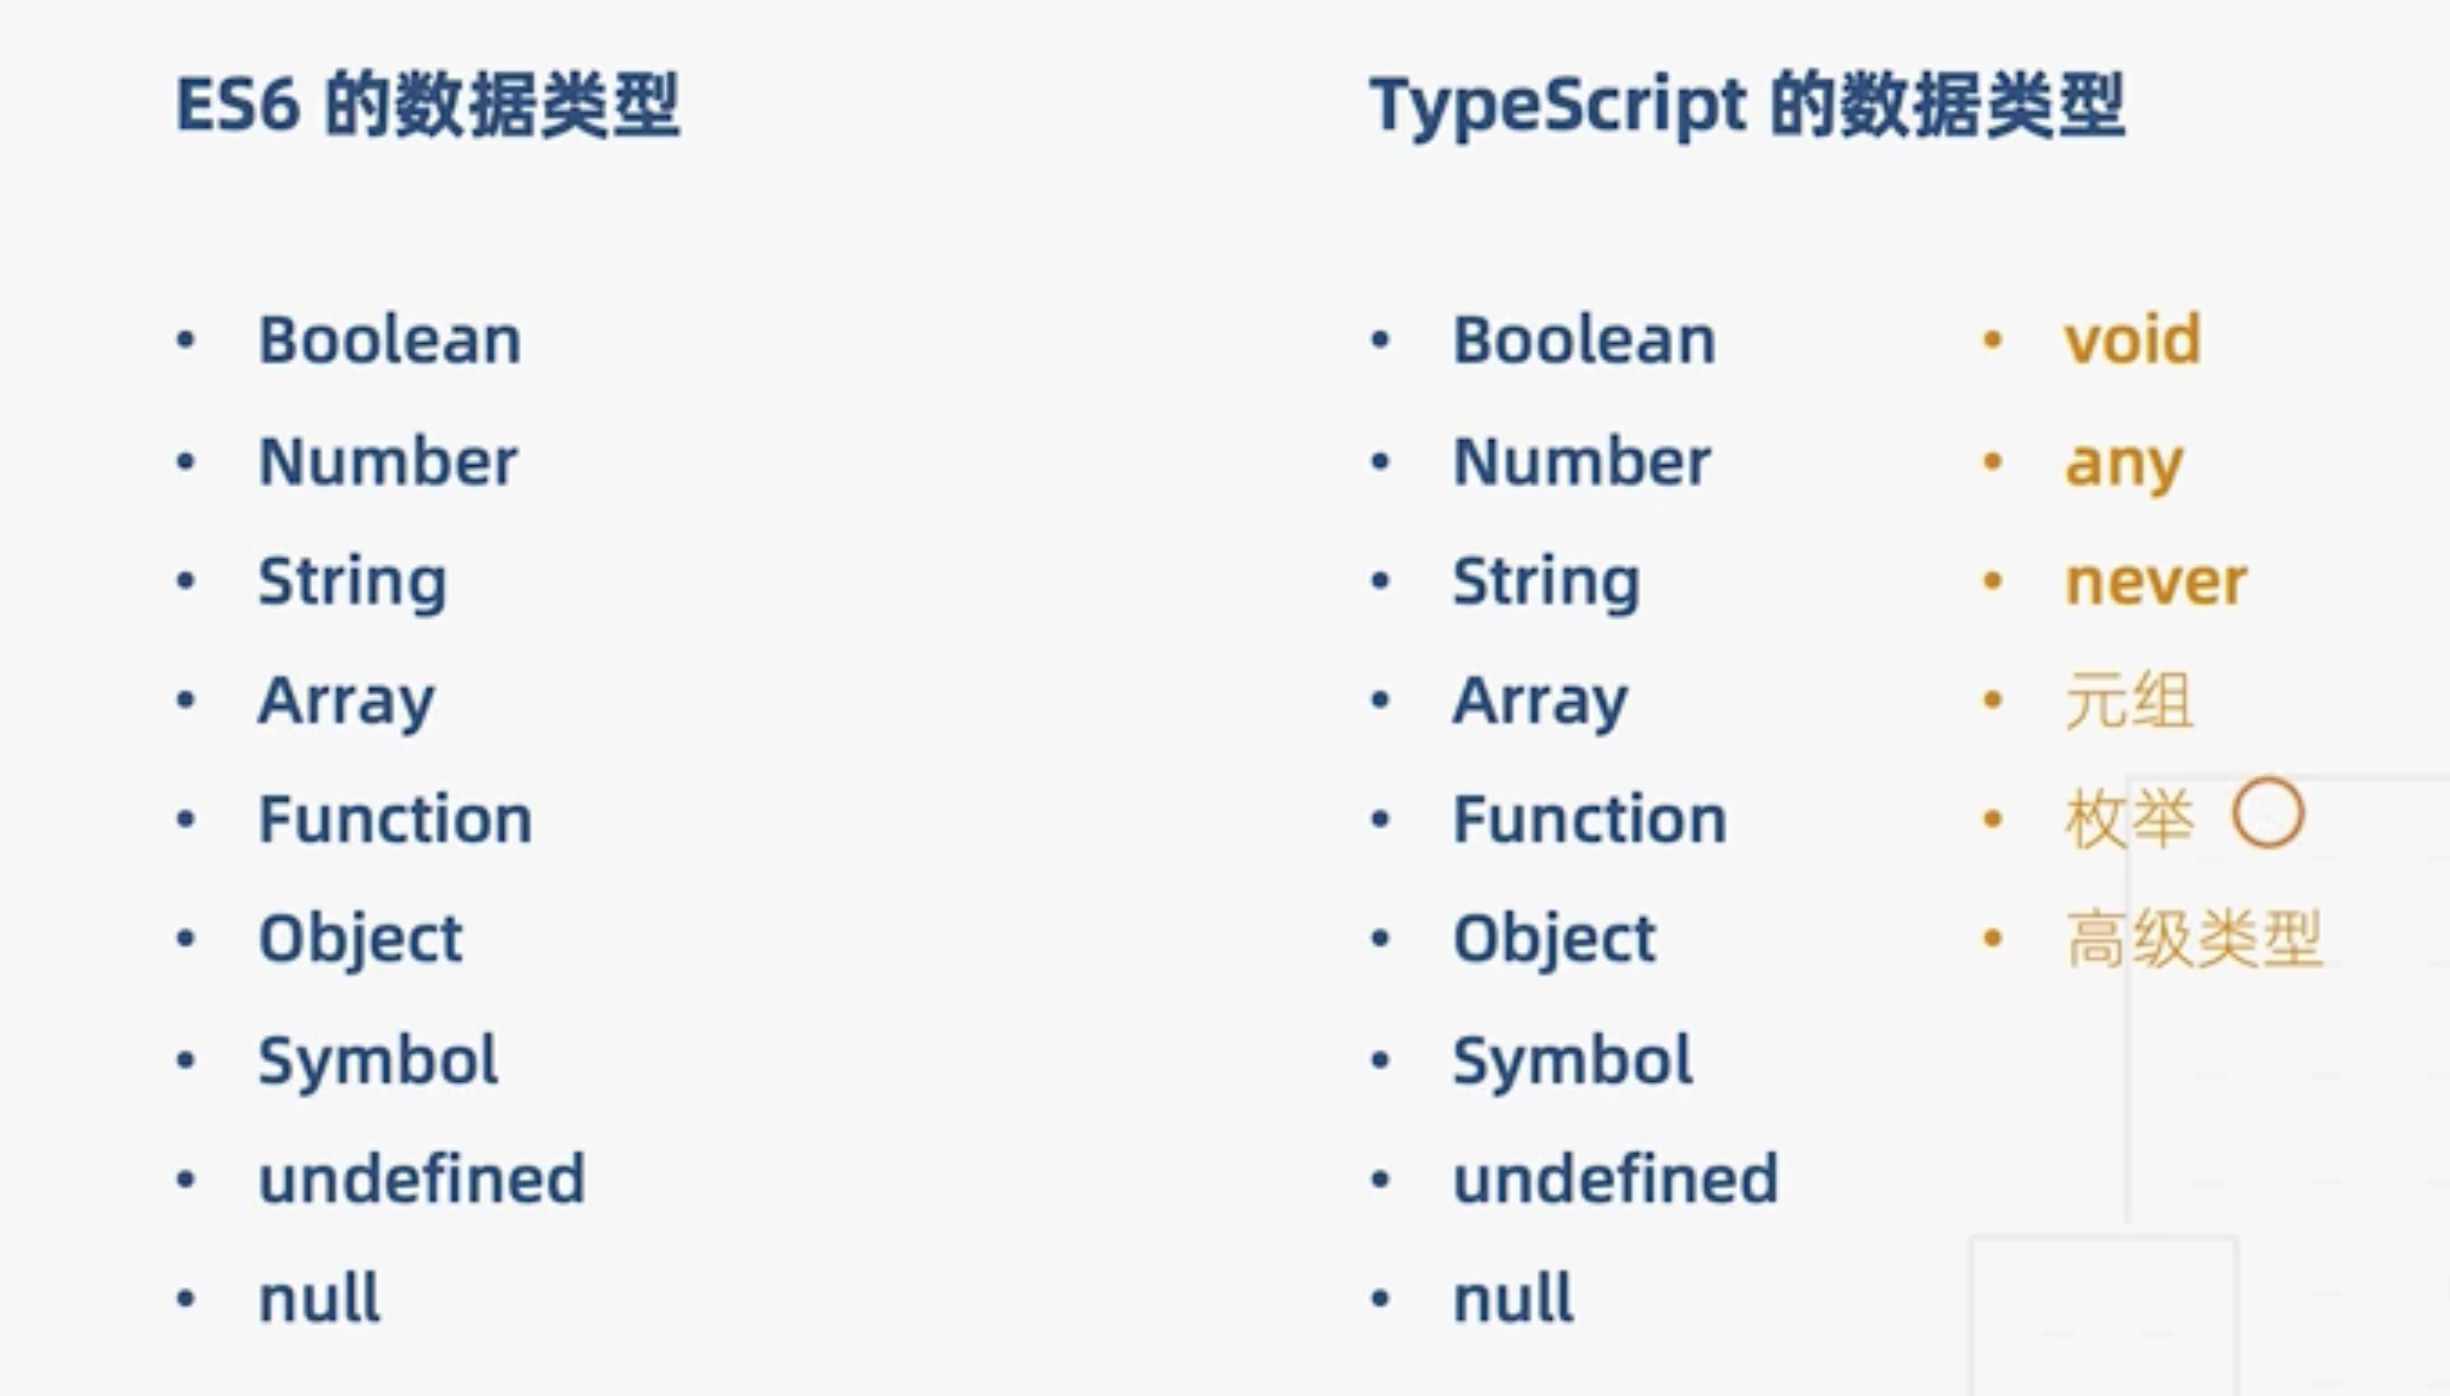 ES6 的数据类型
• Boolean
• Number
• String
• Array
• Function
• Object
• Symbol
• undefined
• null
TypeScript 的数据类型
• Boolean
• Number
• String
• Array
• Function
• Object
• Symbol
• undefined
• null
• void
• any
• never
• 元组
• 枚举
• 高级类型